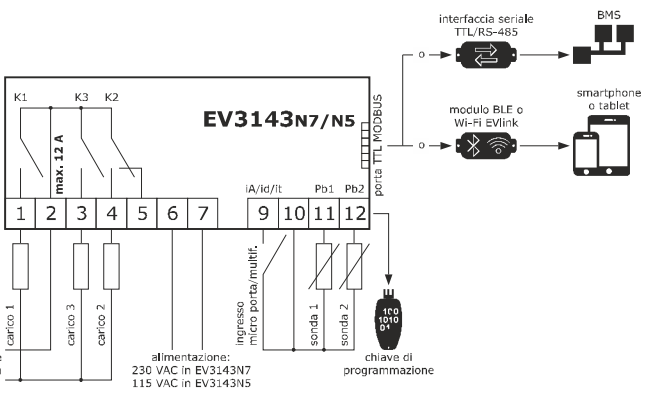 interfaccia seriale
TTL/RS-485
BMS
o
K1
K3
K2
EV3143N7/N5
max. 12 A
porta TTL MODBUS
modulo BLE o
Wi-Fi EVlink
smartphone
o tablet
o
iA/id/it
Pb1
Pb2
1
2
3
4
5
6
7
9
10
11
12
carico 1
carico 3
carico 2
ingresso
micro porta/multif.
sonda 1
sonda 2
100
1010
01
alimentazione:
230 VAC in EV3143N7
115 VAC in EV3143N5
chiave di
programmazione